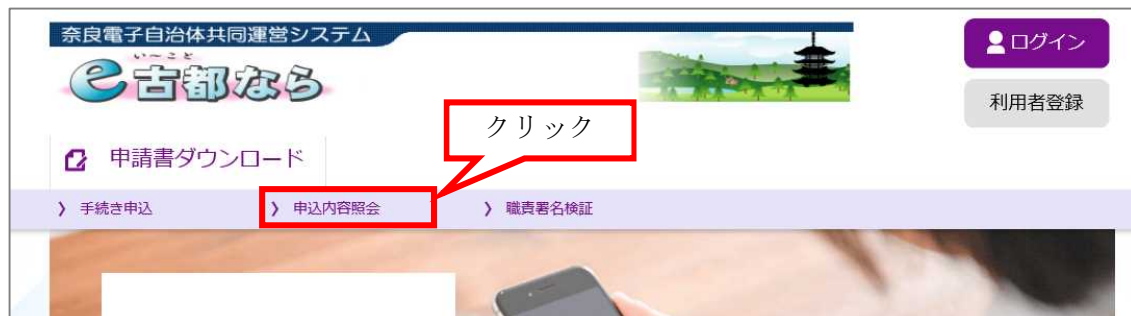 奈良電子自治体共同運営システム
い～こと
e古都なら
ログイン
利用者登録
クリック
申請書ダウンロード
手続き申込
申込内容照会
職責署名検証